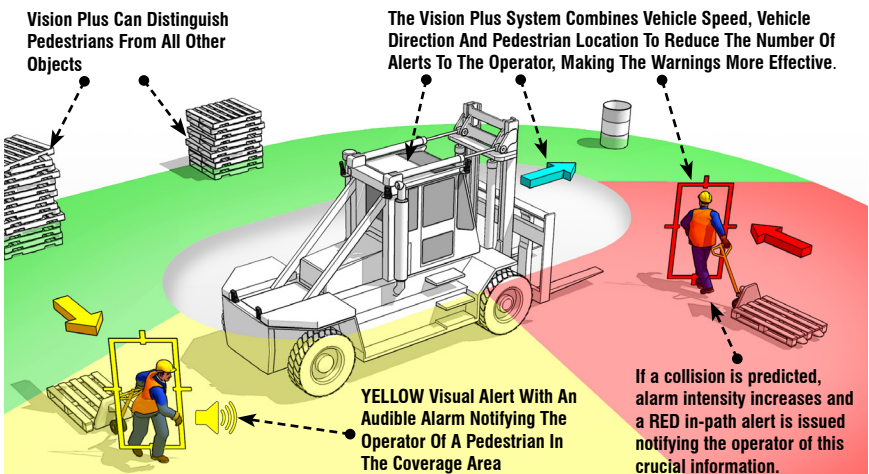 Vision Plus Can Distinguish
Pedestrians From All Other
Objects
The Vision Plus System Combines Vehicle Speed, Vehicle
Direction And Pedestrian Location To Reduce The Number Of
Alerts To The Operator, Making The Warnings More Effective.
YELLOW Visual Alert With An
Audible Alarm Notifying The
Operator Of A Pedestrian In
The Coverage Area
If a collision is predicted,
alarm intensity increases and
a RED in-path alert is issued
notifying the operator of this
crucial information.